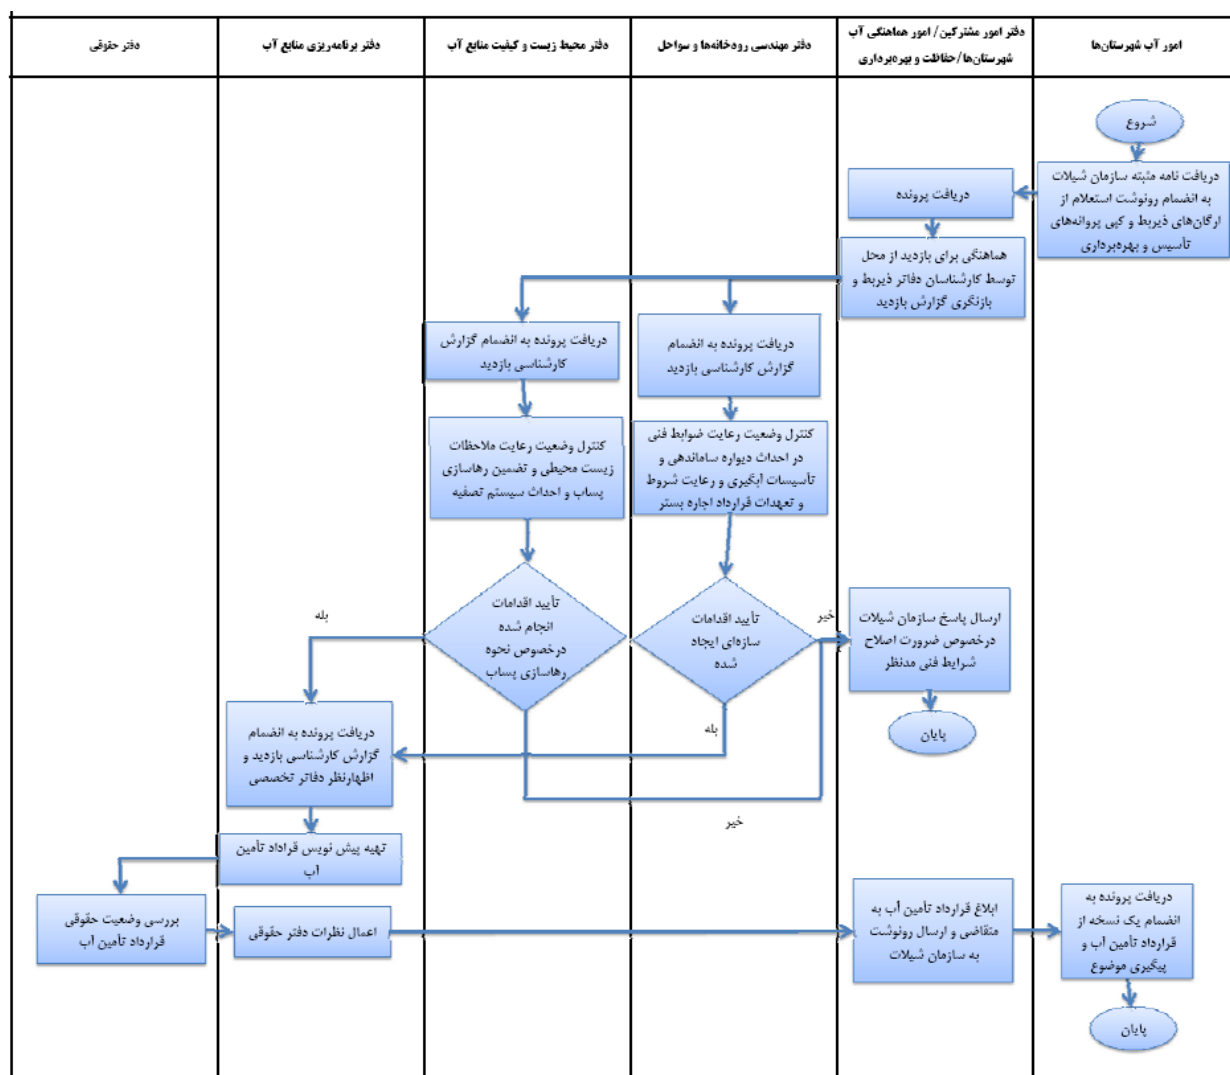 امور آب شهرستان‌ها
دفتر امور مشترکین/ امور هماهنگی آب
شهرستان‌ها/حفاظت و بهره‌برداری
دفتر مهندسی رودخانه‌ها و سواحل
دفتر محیط زیست و کیفیت منابع آب
دفتر برنامه‌ریزی منابع آب
دفتر حقوقی
شروع
دریافت نامه مثبته سازمان شیلات
به انضمام رونوشت استعلام از
ارگان‌های ذیربط و کپی پروانه‌های
تأسیس و بهره‌برداری
دریافت پرونده
هماهنگی برای بازدید از محل
توسط کارشناسان دفاتر ذیربط و
بازنگری گزارش بازدید
دریافت پرونده به انضمام
گزارش کارشناسی بازدید
دریافت پرونده به انضمام گزارش
کارشناسی بازدید
کنترل وضعیت رعایت ضوابط فنی
در احداث دیواره ساماندهی و
تأسیسات آبگیری و رعایت شروط
و تعهدات قرارداد اجاره بستر
کنترل وضعیت رعایت ملاحظات
زیست محیطی و تضمین رهاسازی
پساب و احداث سیستم تصفیه
تأیید اقدامات
سازه‌ای ایجاد
شده
تأیید اقدامات
انجام شده
درخصوص نحوه
رهاسازی پساب
خیر
بله
بله
خیر
ارسال پاسخ سازمان شیلات
درخصوص ضرورت اصلاح
شرایط فنی مدنظر
پایان
دریافت پرونده به انضمام
گزارش کارشناسی بازدید و
اظهارنظر دفاتر تخصصی
تهیه پیش نویس قراداد تأمین
آب
بررسی وضعیت حقوقی
قرارداد تأمین آب
اعمال نظرات دفتر حقوقی
ابلاغ قرارداد تأمین آب به
متقاضی و ارسال رونوشت
به سازمان شیلات
دریافت پرونده به
انضمام یک نسخه از
قرارداد تأمین آب و
پیگیری موضوع
پایان